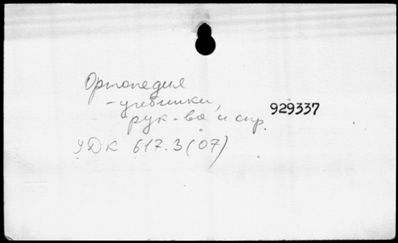 Ортопедия
- учебники,
рук-ва и спр. 929337
УДК 617.3(07)